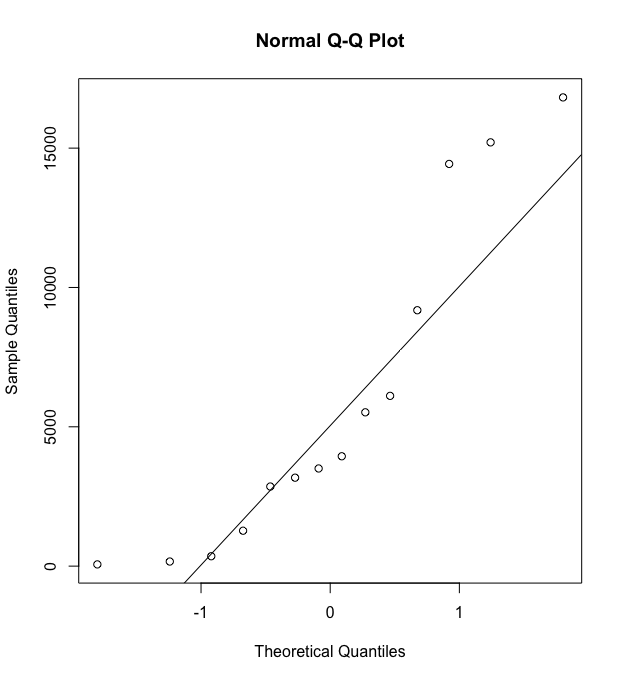 Normal Q-Q Plot
15000
10000
5000
0
Sample Quantiles
-1 0 1
Theoretical Quantiles